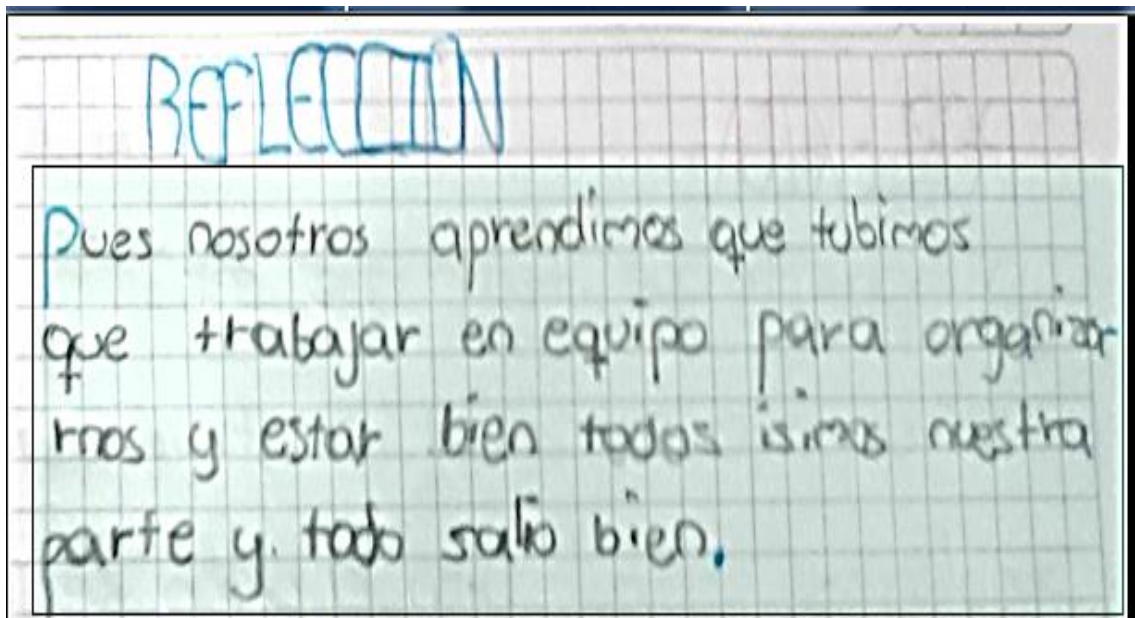 REFLECCIÓN
Pues nosotros aprendimos que tubimos
que trabajar en equipo para organizar
rnos y estar bien todos isimos nuestra
parte y. todo salio bien.